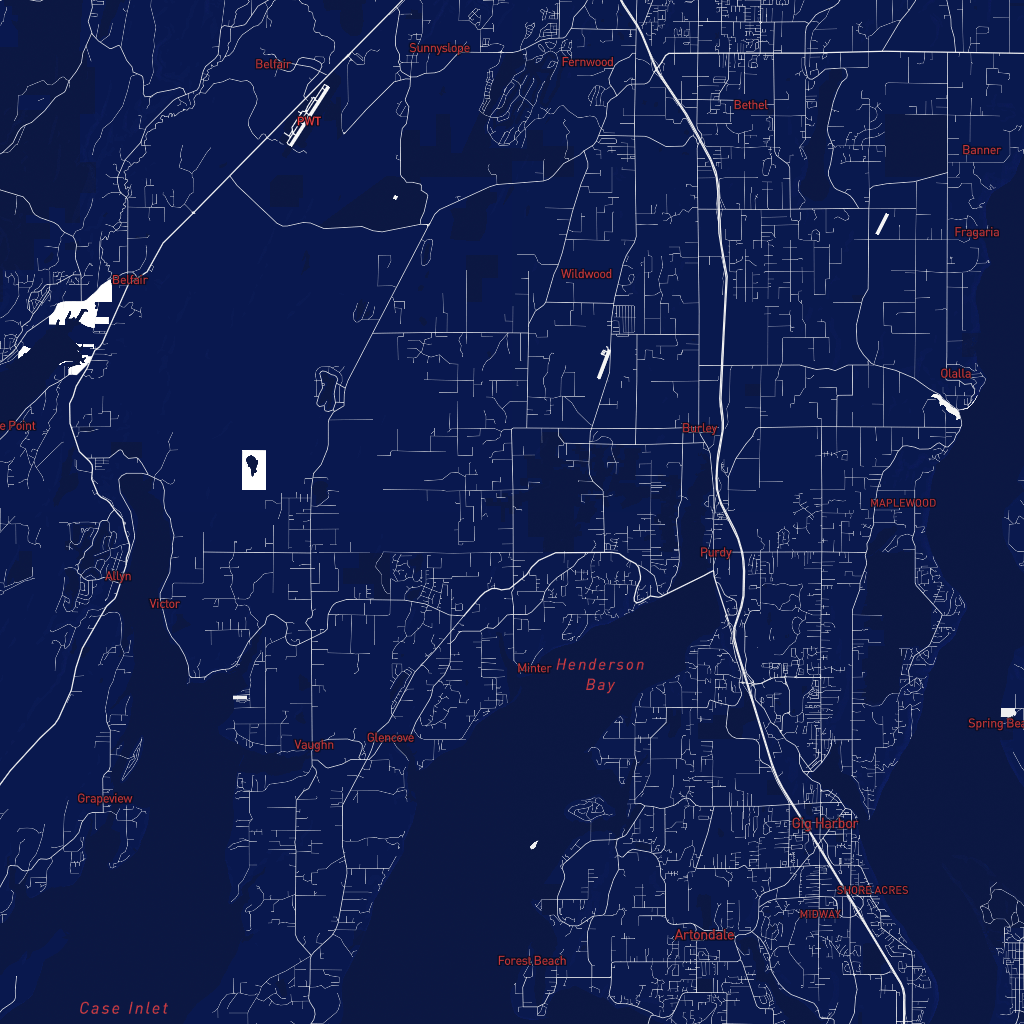 Sunnyslope
Belfair
Fernwood
Bethel
PWT
Banner
Fragaria
Wildwood
Belfair
Olalla
e Point
Burley
MAPLEWOOD
Purdy
Allyn
Victor
Henderson
Bay
Minter
Spring Bea
Glencove
Vaughn
Grapeview
Gig Harbor
SHORE ACRES
MIDWAY
Artondale
Forest Beach
Case Inlet